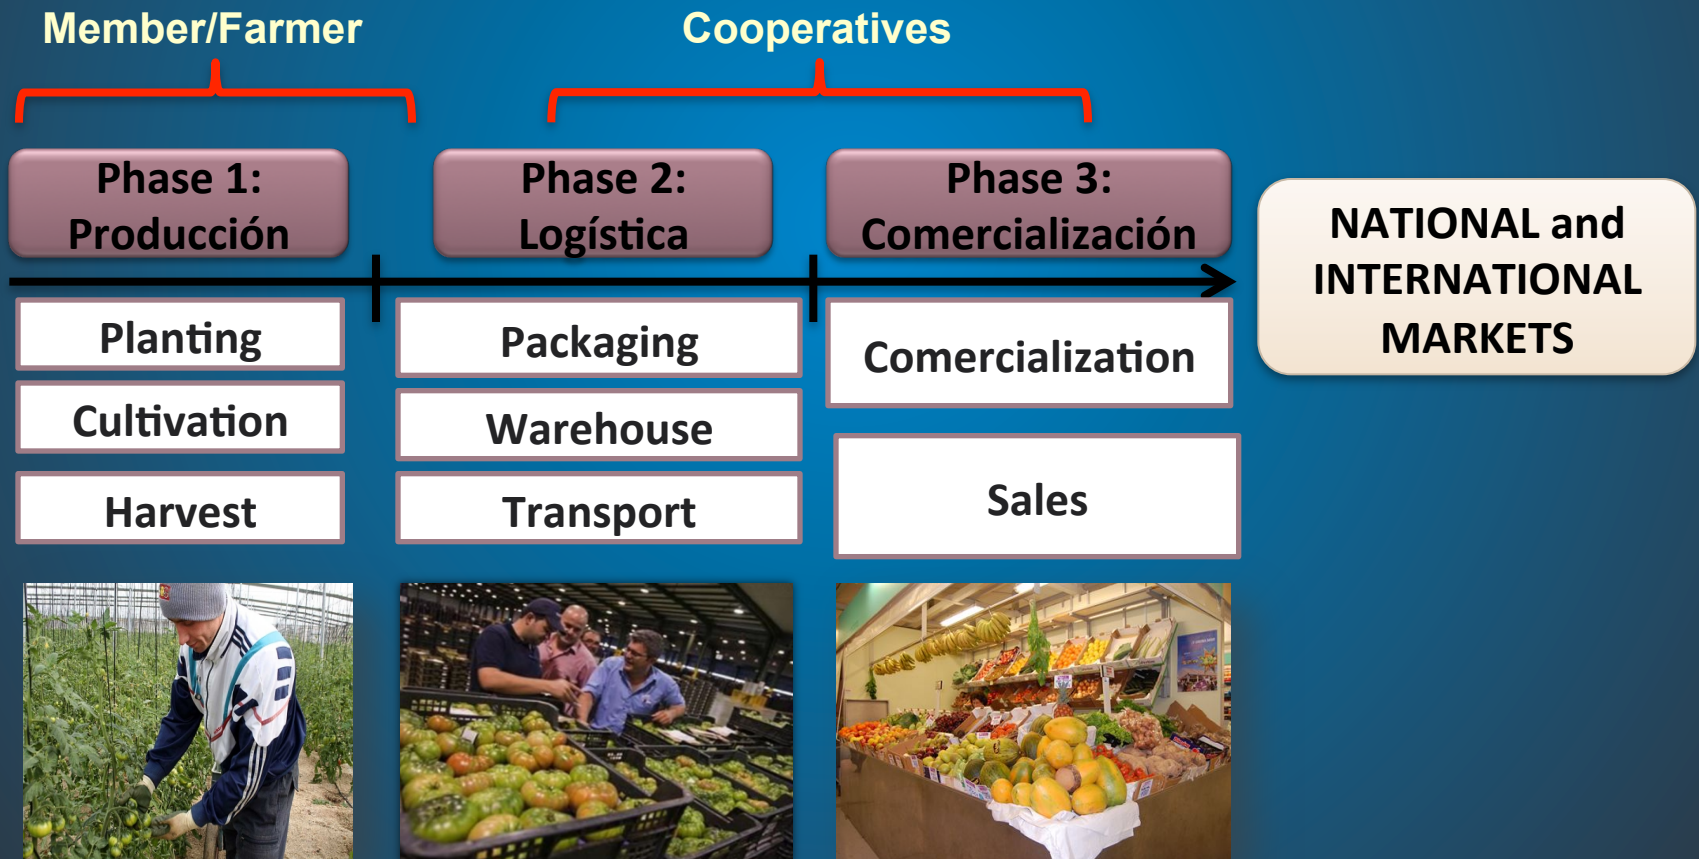 Member/Farmer
Cooperatives
Phase 1:
Producción
Phase 2:
Logística
Phase 3:
Comercialización
NATIONAL and
INTERNATIONAL
MARKETS
Planting
Cultivation
Harvest
Packaging
Warehouse
Transport
Comercialization
Sales